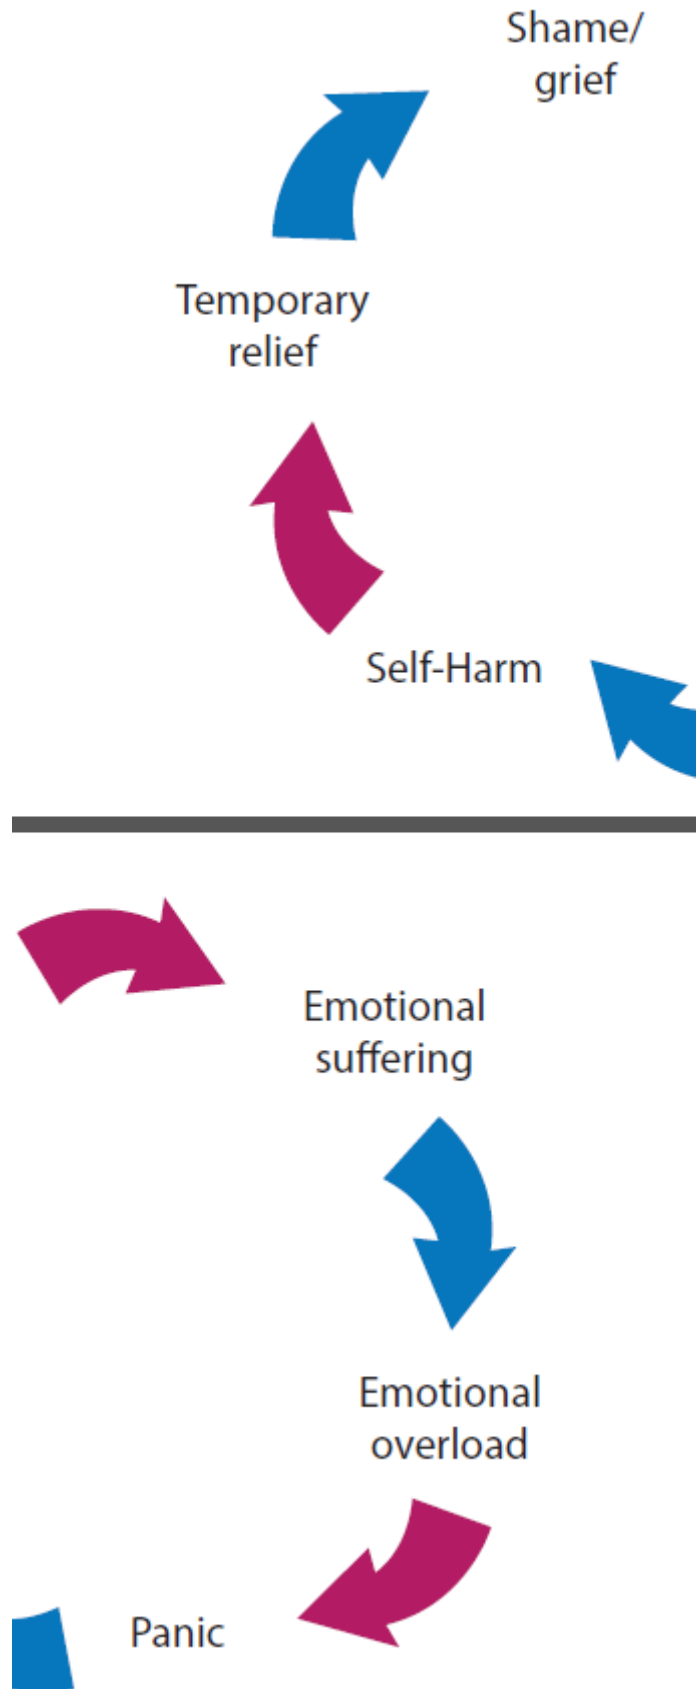 Shame/
grief
Temporary
relief
Self-Harm
Emotional
suffering
Emotional
overload
Panic